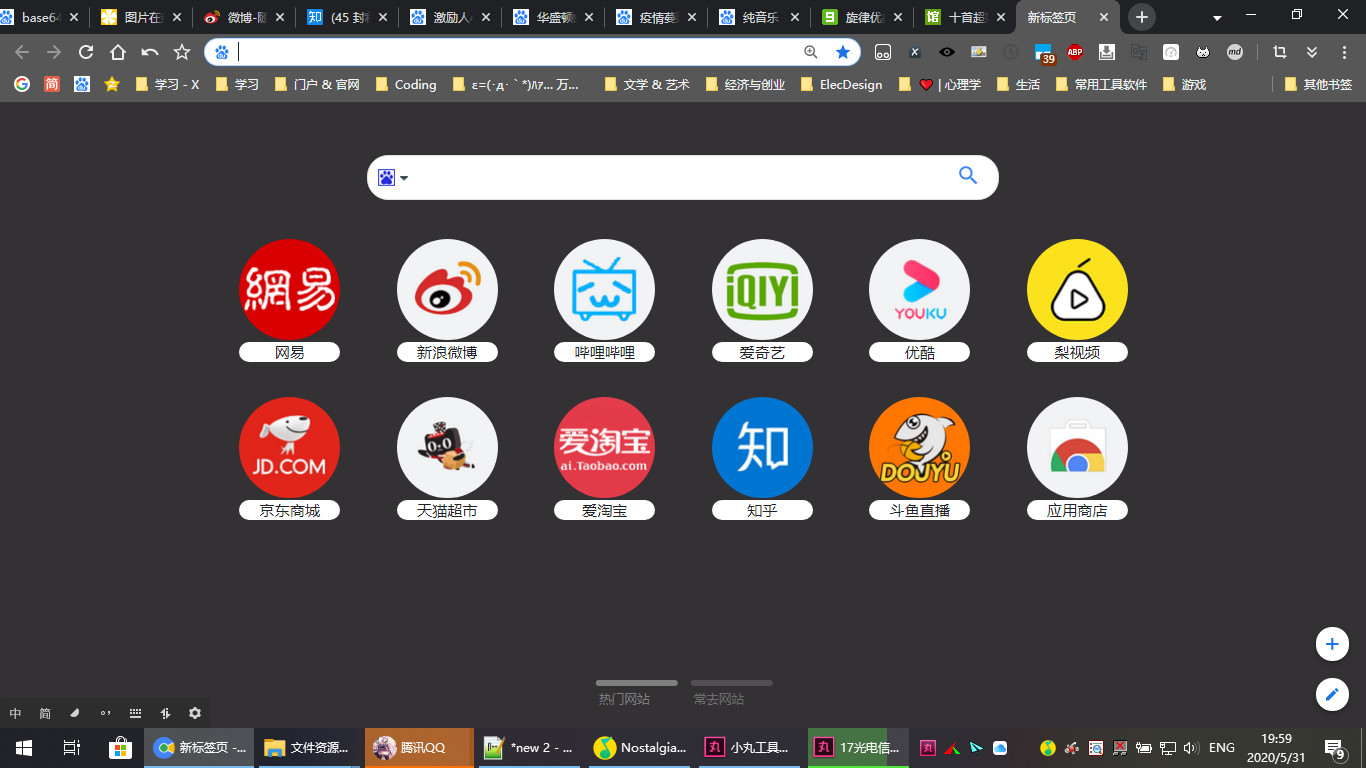 base64
图片在
微博-随
知 (45 封
激励人
华盛顿
疫情蔓
纯音乐
9 旋律优
馆 十首超
新标签页
39
ABP
md
G
简
学习 - X
学习
门户 & 官网
Coding
文学 & 艺术
经济与创业
ElecDesign
| 心理学
生活
常用工具软件
游戏
其他书签
網易
iQIYI
YOUKU
网易
新浪微博
哔哩哔哩
爱奇艺
优酷
梨视频
JD.COM
爱淘宝
ai.Taobao.com
知
DOUYU
京东商城
天猫超市
爱淘宝
知乎
斗鱼直播
应用商店
热门网站
常去网站
中
简
新标签页 -...
文件资源...
腾讯QQ
*new 2 - ...
Nostalgia...
丸 小丸工具...
丸 17光电信...
丸
ENG
19:59
2020/5/31
9